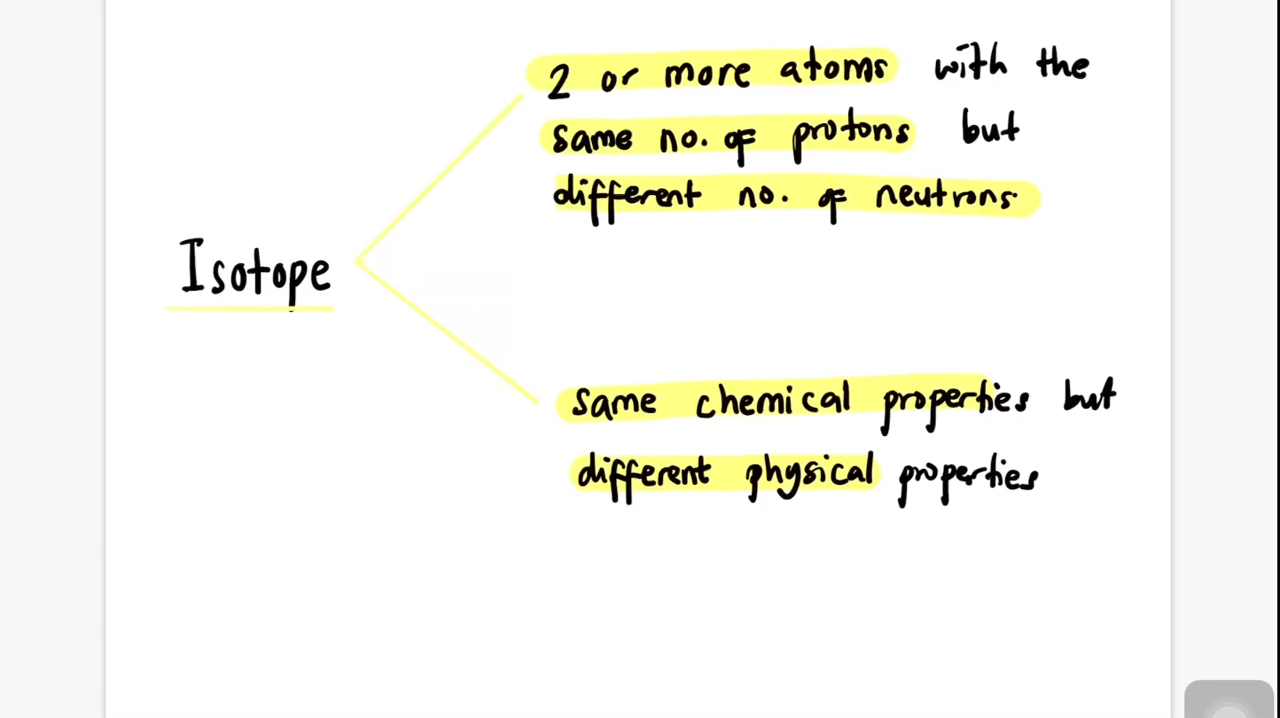 2 or more atoms with the
same no. of protons but
different no. of neutrons.
Isotope
same chemical properties but
different physical properties